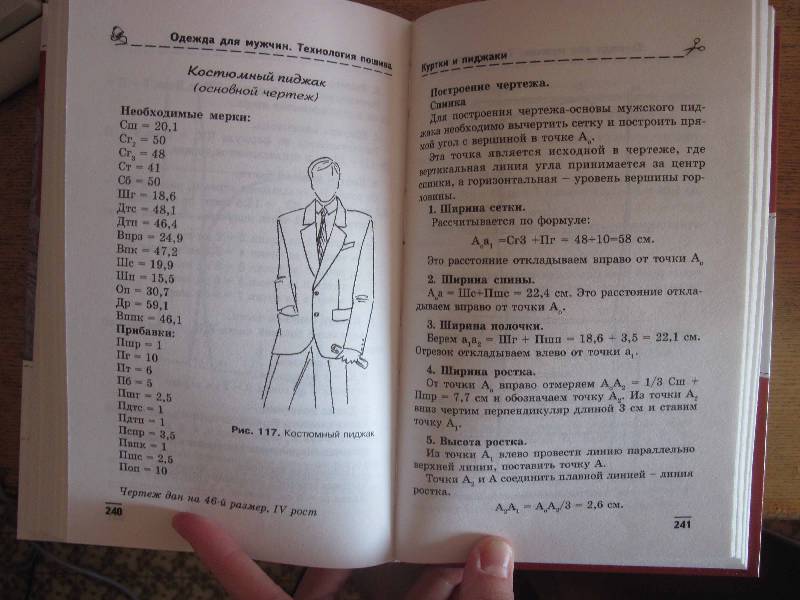 Одежда для мужчин. Технология пошива
Костюмный пиджак
(основной чертеж)
Необходимые мерки:
Сш = 20,1
Сг₂ = 50
Сг₃ = 48
Ст = 41
Сб = 50
Шг = 18,6
Дтс = 48,1
Дтп = 46,4
Впрз = 24,9
Впк = 47,2
Шс = 19,9
Шп = 15,5
Оп = 30,7
Др = 59,1
Вппк = 46,1
Прибавки:
Пшр = 1
Пг = 10
Пт = 6
Пб = 5
Пшг = 2,5
Пдтс = 1
Пдтп = 1
Пспр = 3,5
Пвпк = 1
Пшс = 2,5
Поп = 10
Рис. 117. Костюмный пиджак
Чертеж дан на 46-й размер, IV рост
240
Куртки и пиджаки
Построение чертежа.
Спинка
Для построения чертежа-основы мужского пид-
жака необходимо вычертить сетку и построить пря-
мой угол с вершиной в точке А₀.
Эта точка является исходной в чертеже, где
вертикальная линия угла принимается за центр
спинки, а горизонтальная – уровень вершины гор-
ловины.
1. Ширина сетки.
Рассчитывается по формуле:
А₀а₁ =Сг3 +Пг = 48+10=58 см.
Это расстояние откладываем вправо от точки А₀
2. Ширина спины.
А₀а = Шс+Пшс = 22,4 см. Это расстояние откла-
дываем вправо от точки А₀.
3. Ширина полочки.
Берем а₁а₂ = Шг + Пшп = 18,6 + 3,5 = 22,1 см.
Отрезок откладываем влево от точки а₁.
4. Ширина ростка.
От точки А₀ вправо отмеряем А₀А₂ = 1/3 Сш +
Пшр = 7,7 см и обозначаем точку А₂. Из точки А₂
вниз чертим перпендикуляр длиной 3 см и ставим
точку А₁.
5. Высота ростка.
Из точки А₁ влево провести линию параллельно
верхней линии, поставить точку А.
Точки А₂ и А соединить плавной линией – линия
ростка.
А₂А₁ = А₀А₂/3 = 2,6 см.
241